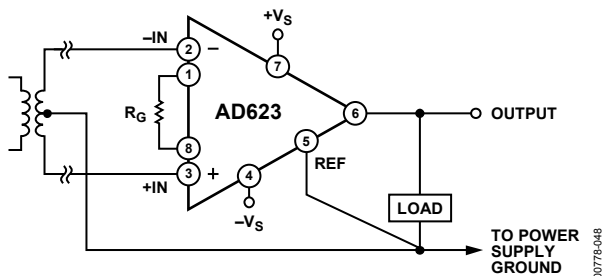 +VS
–IN
2
–
7
1
RG
AD623
6
OUTPUT
5
8
REF
3
+
4
+IN
LOAD
–VS
TO POWER
SUPPLY
GROUND
00778-048